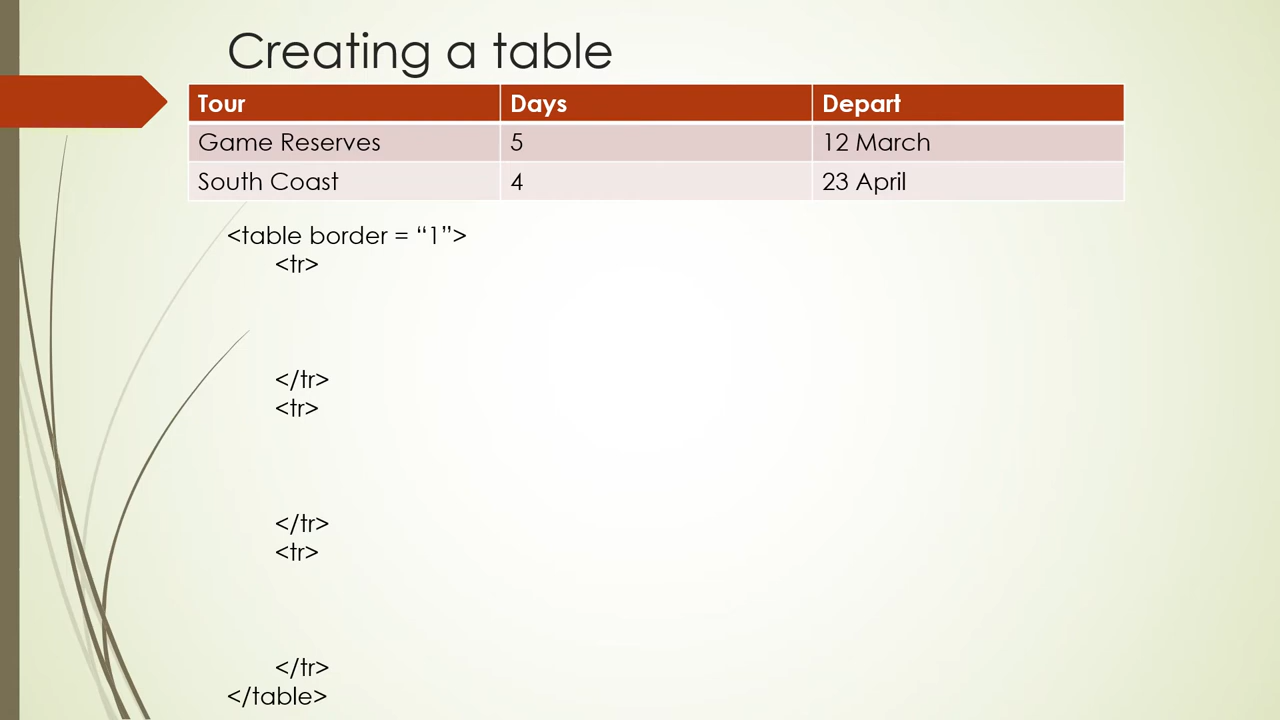 Creating a table
Tour Days Depart
Game Reserves 5 12 March
South Coast 4 23 April
<table border = “1”>
<tr>
</tr>
<tr>
</tr>
<tr>
</tr>
</table>